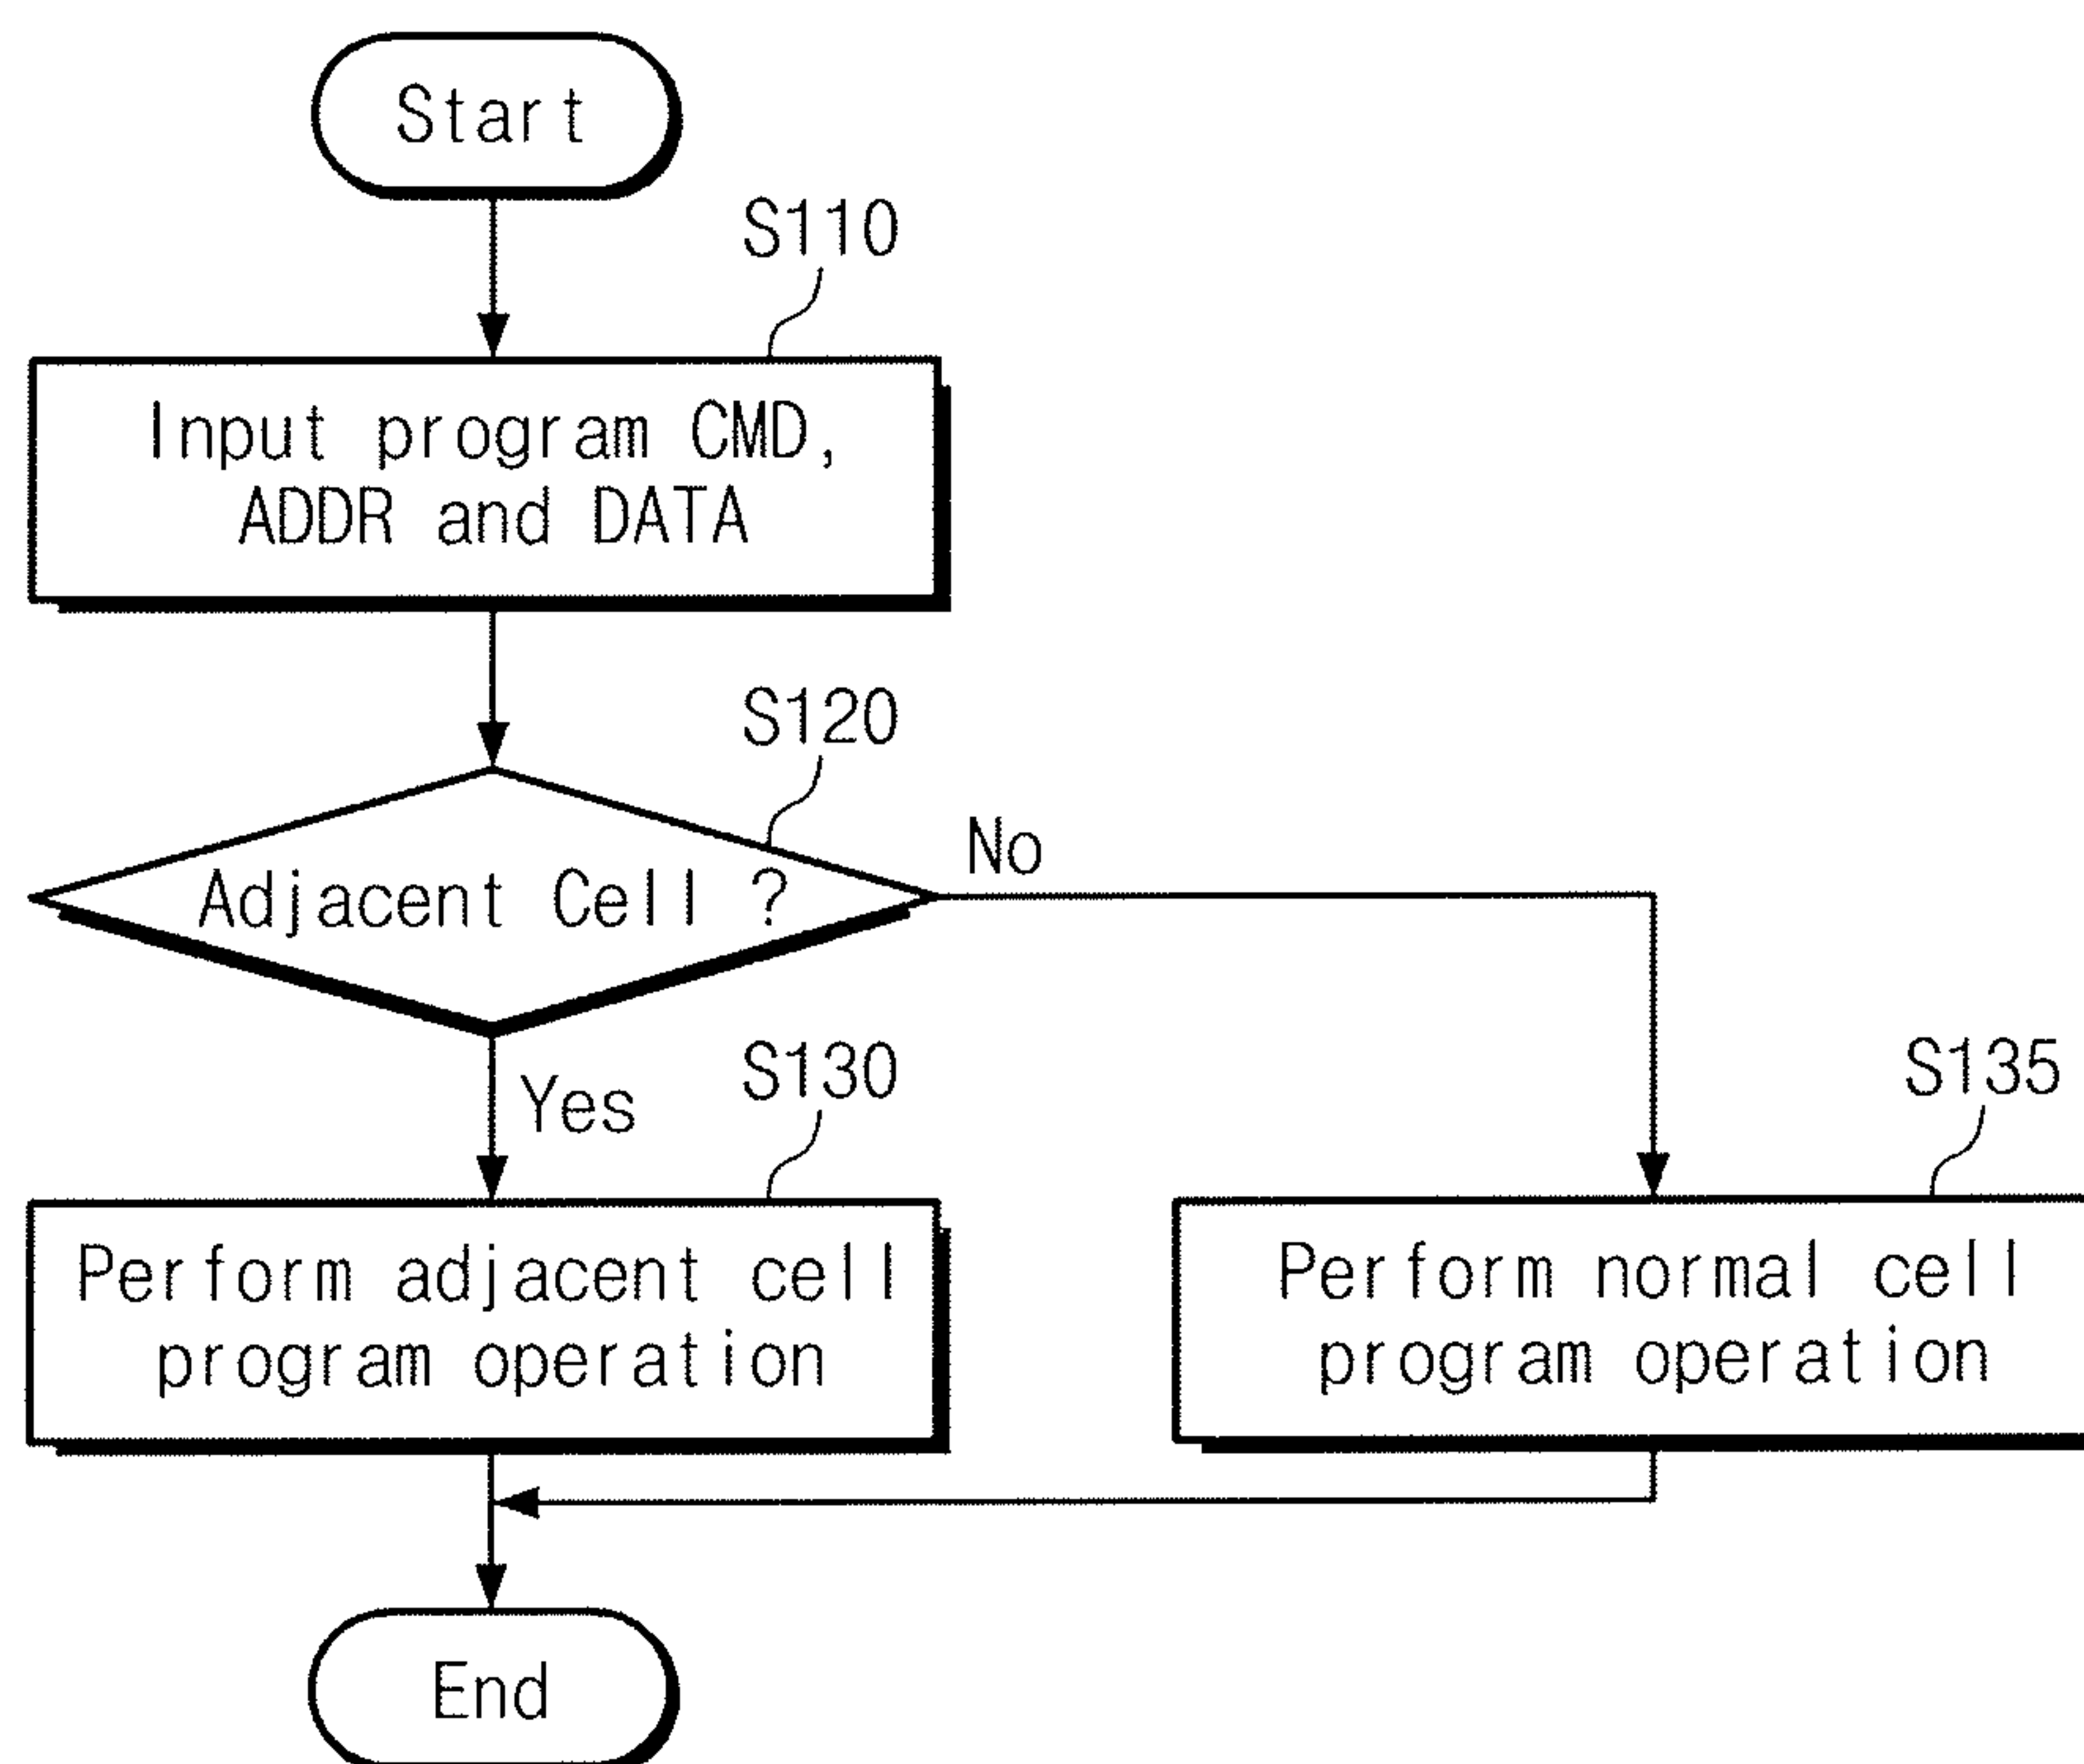 Start
S110
Input program CMD,
ADDR and DATA
S120
Adjacent Cell ?
No
Yes
S130
S135
Perform adjacent cell
program operation
Perform normal cell
program operation
End